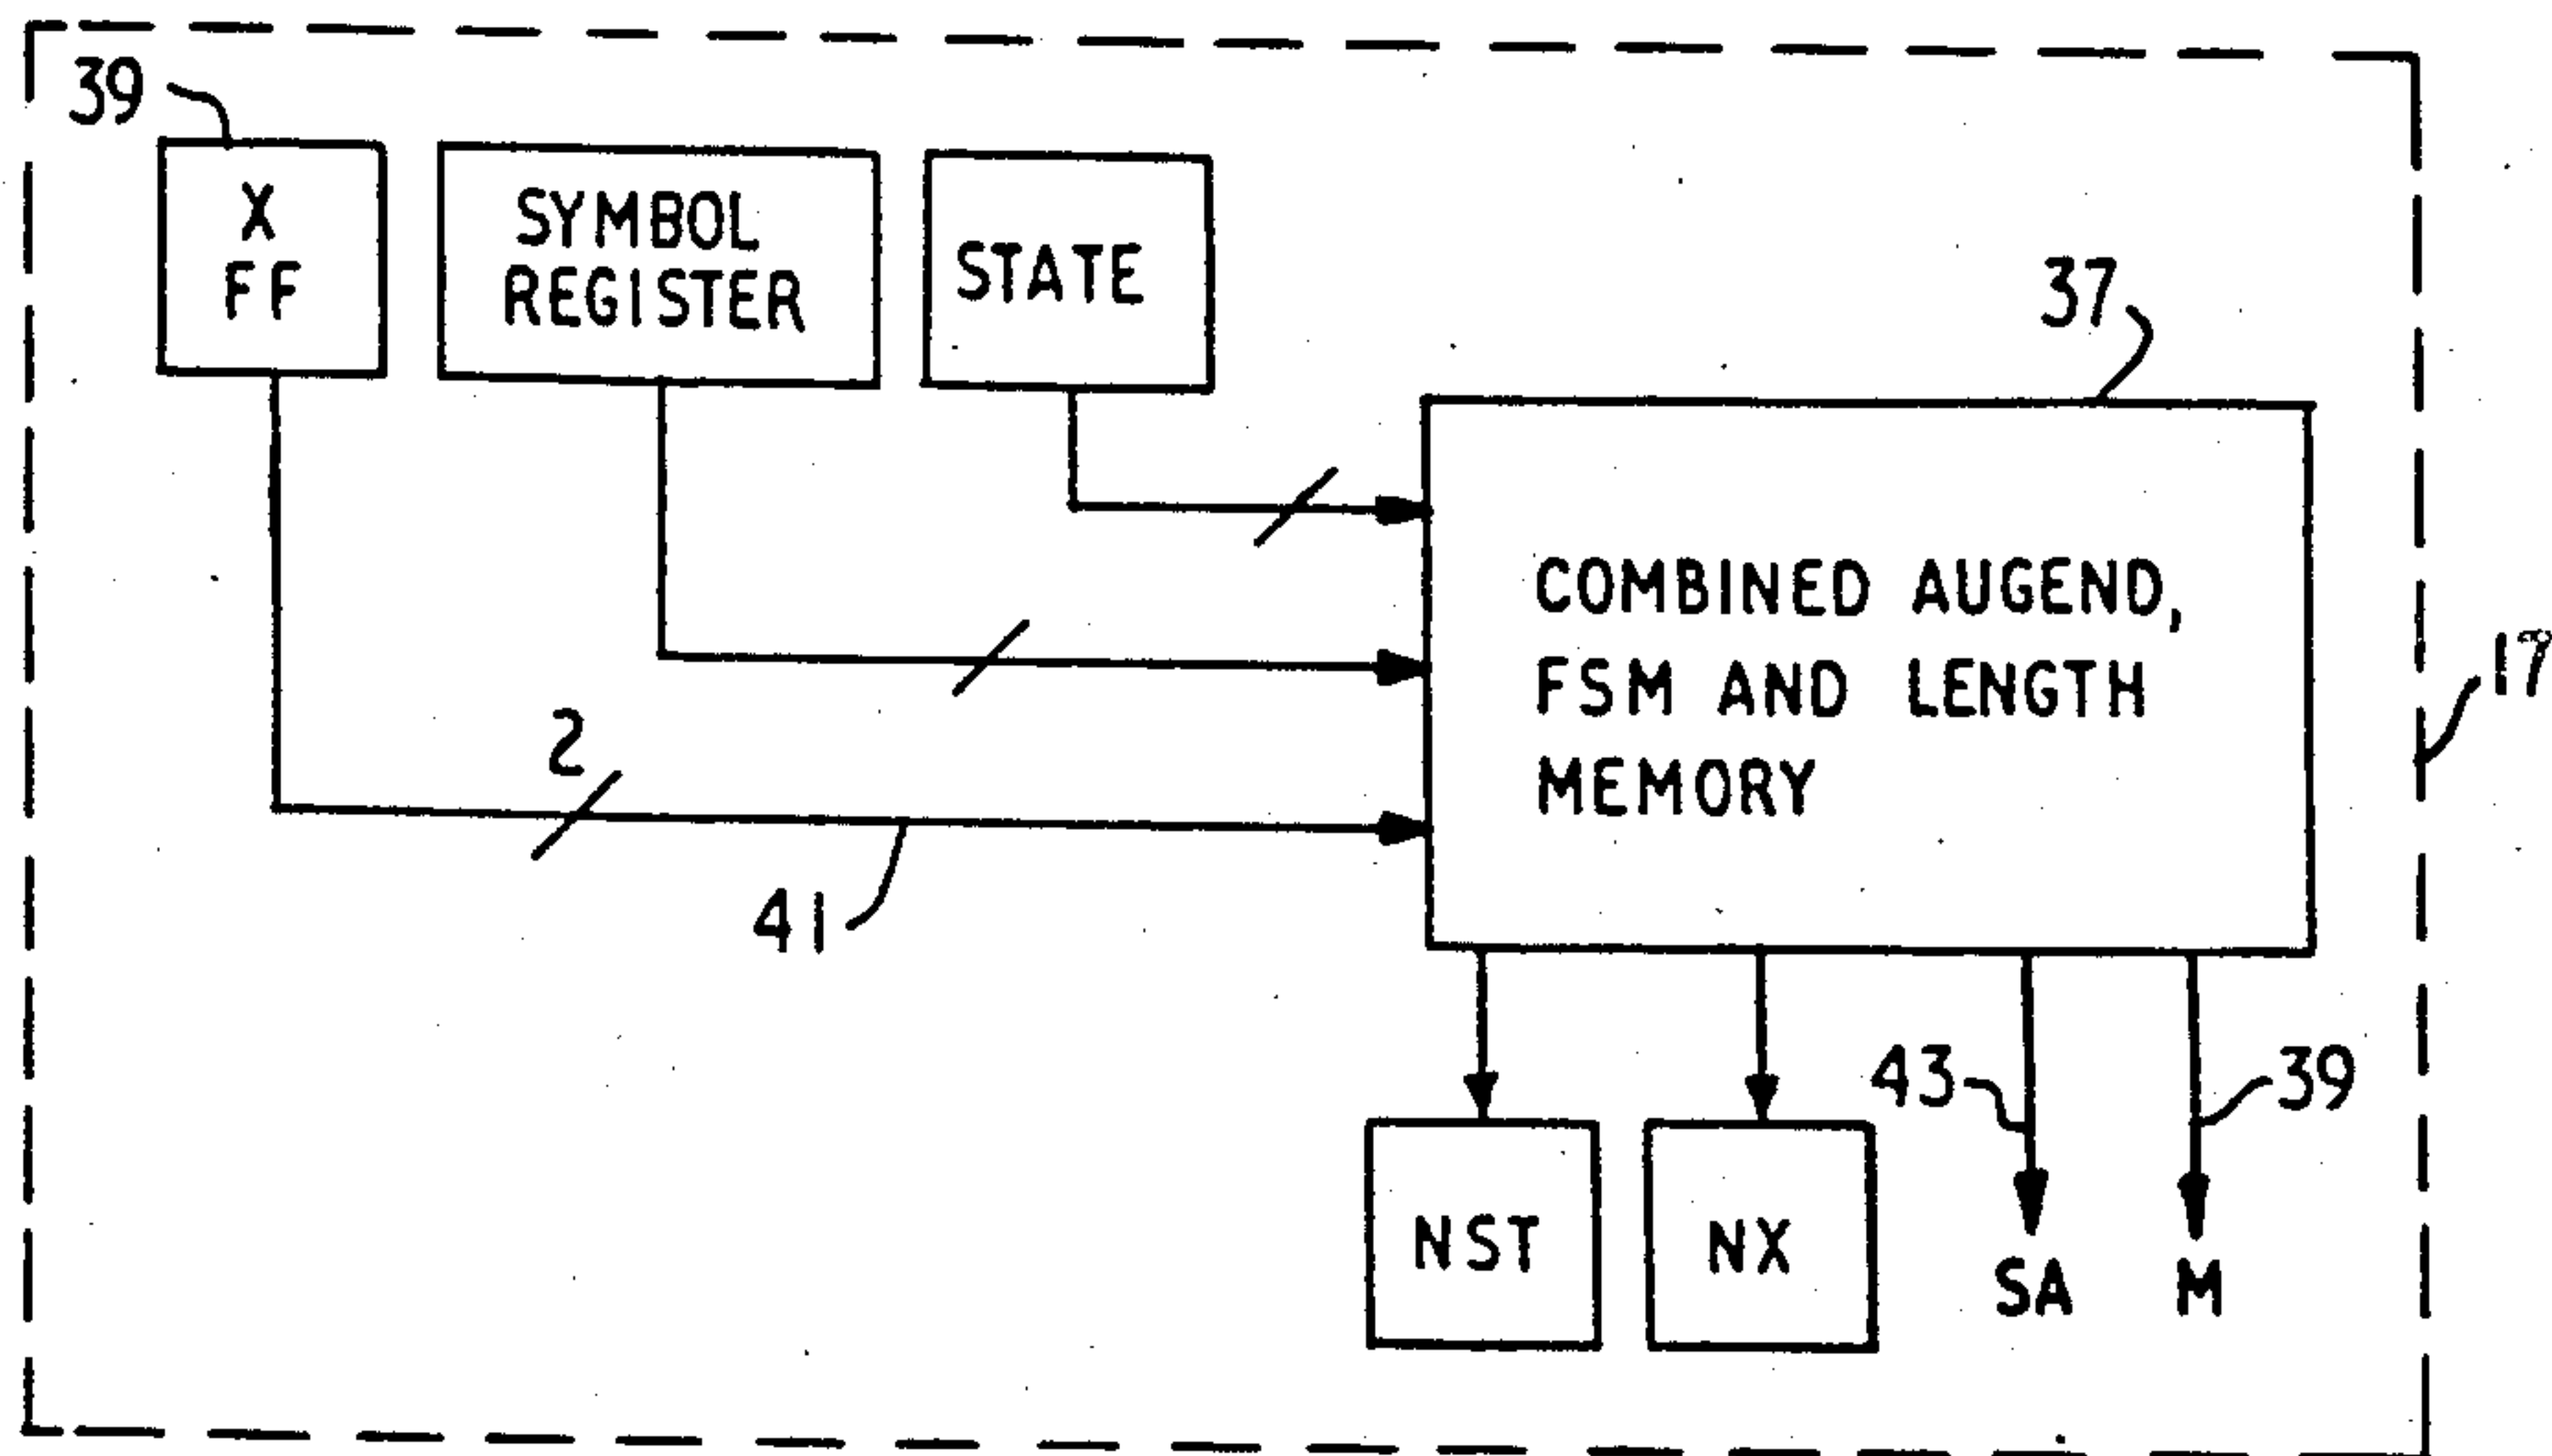 39
X
FF
SYMBOL
REGISTER
STATE
37
COMBINED AUGEND,
FSM AND LENGTH
MEMORY
17
2
41
43
39
NST
NX
SA
M